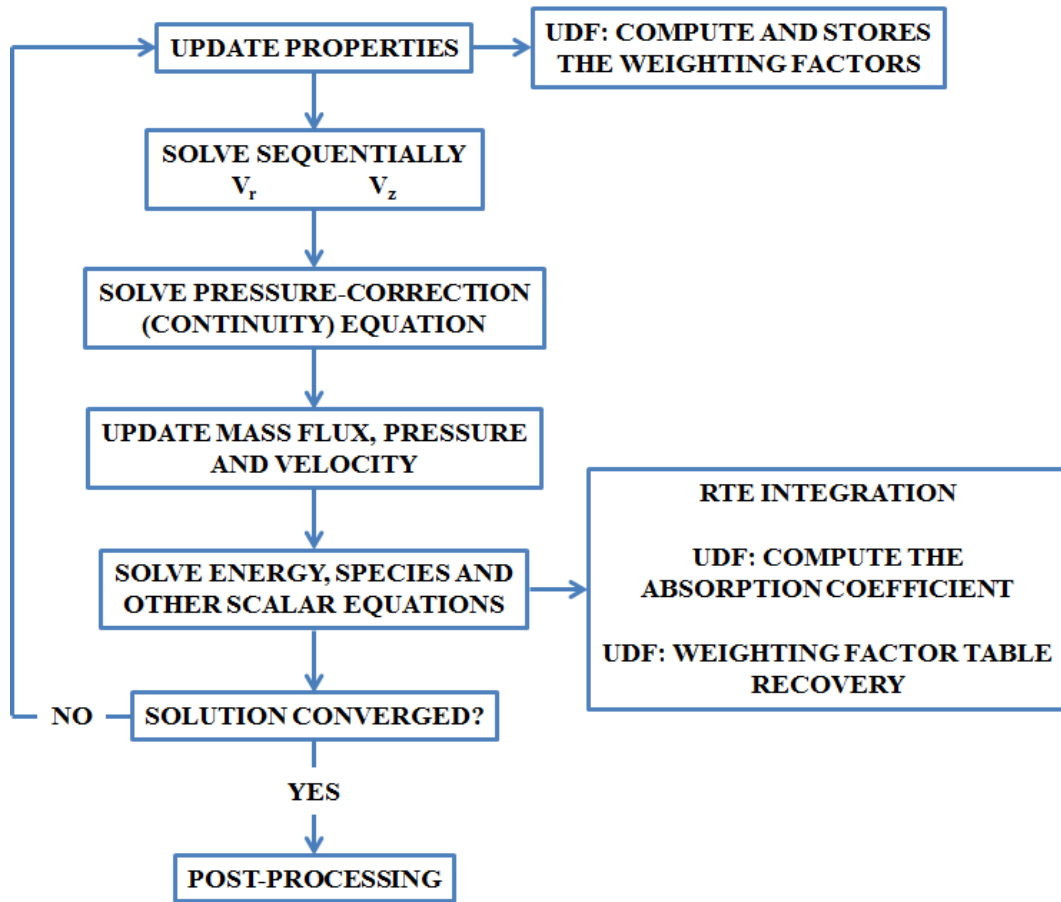 UPDATE PROPERTIES
UDF: COMPUTE AND STORES
THE WEIGHTING FACTORS
SOLVE SEQUENTIALLY
Vr Vz
SOLVE PRESSURE-CORRECTION
(CONTINUITY) EQUATION
UPDATE MASS FLUX, PRESSURE
AND VELOCITY
SOLVE ENERGY, SPECIES AND
OTHER SCALAR EQUATIONS
RTE INTEGRATION
UDF: COMPUTE THE
ABSORPTION COEFFICIENT
UDF: WEIGHTING FACTOR TABLE
RECOVERY
NO
SOLUTION CONVERGED?
YES
POST-PROCESSING